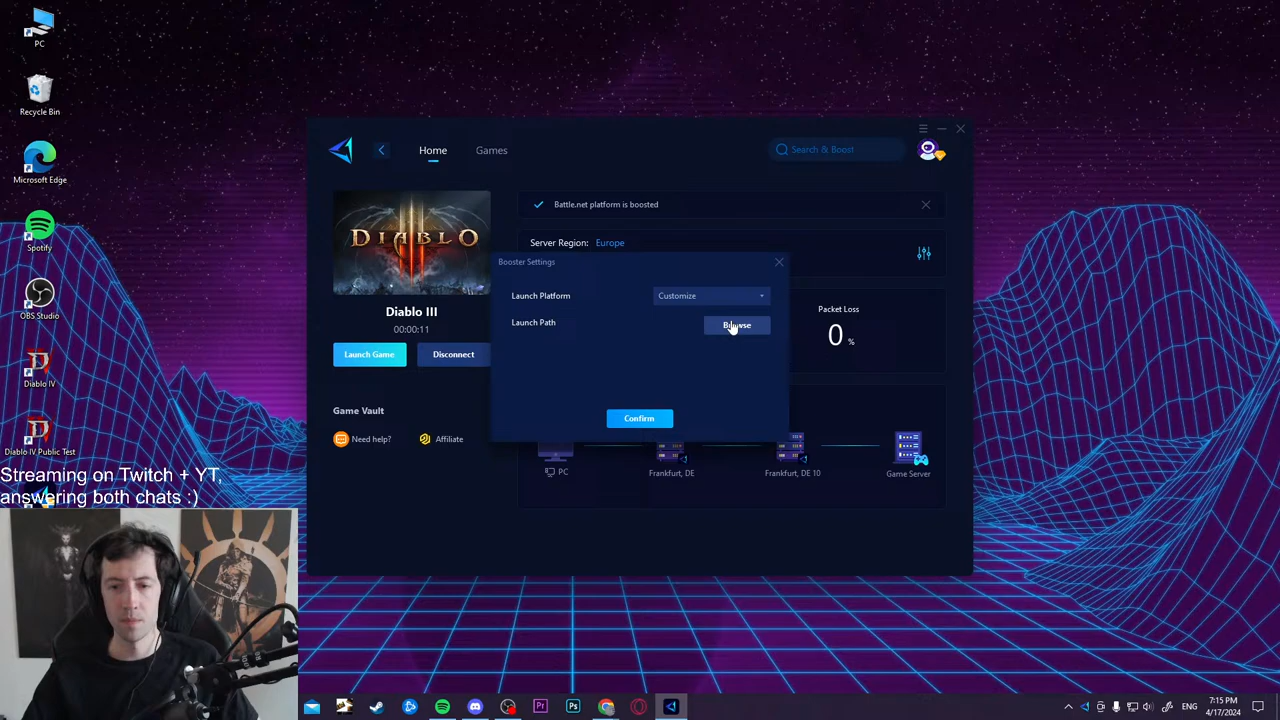 PC
Recycle Bin
Microsoft Edge
Spotify
OBS Studio
Diablo IV
Diablo IV Public Test
Streaming on Twitch + YT,
answering both chats :)
Home
Games
Search & Boost
DIABLO
Diablo III
00:00:11
Launch Game
Disconnect
Game Vault
Need help?
Affiliate
Battle.net platform is boosted
Server Region: Europe
Booster Settings
Launch Platform
Customize
Launch Path
Browse
Confirm
Packet Loss
0 %
PC
Frankfurt, DE
Frankfurt, DE 10
Game Server
Pr
Ps
ENG
7:15 PM
4/17/2024